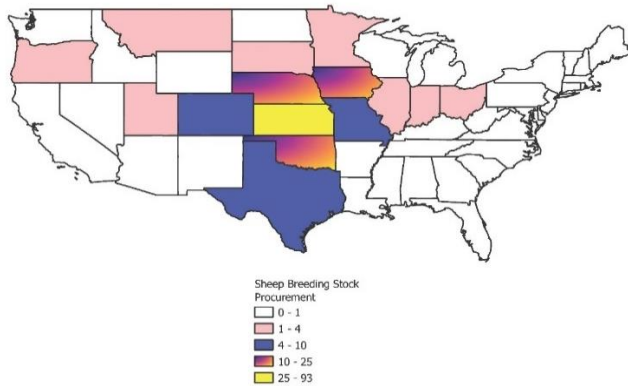 Sheep Breeding Stock
Procurement
0 - 1
1 - 4
4 - 10
10 - 25
25 - 93